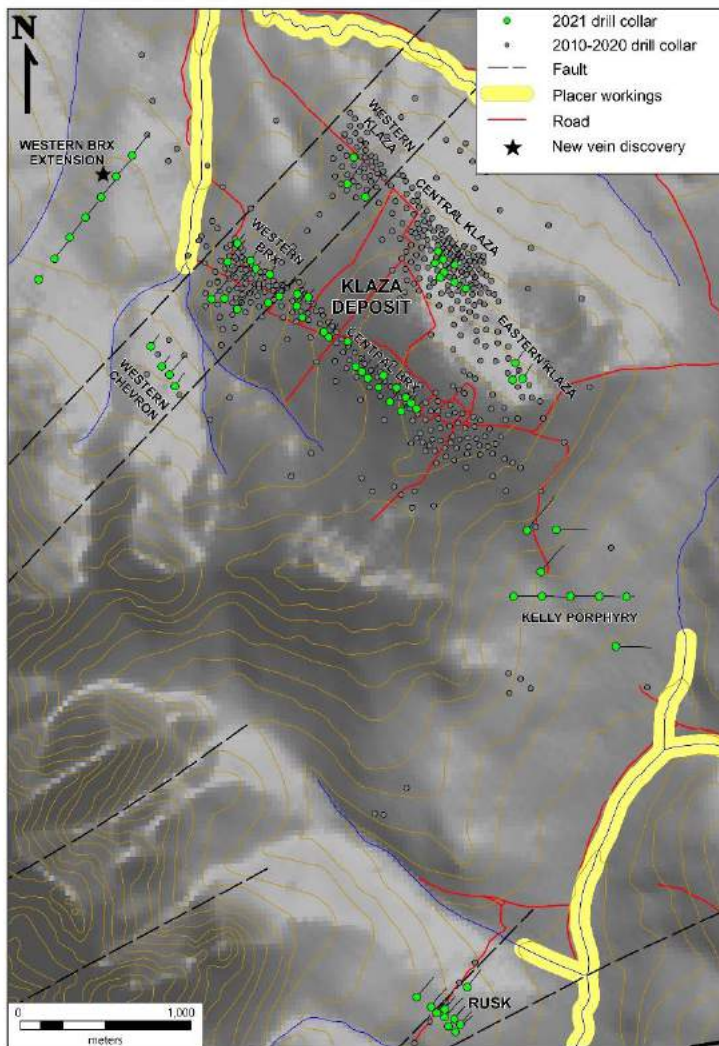 N
2021 drill collar
2010-2020 drill collar
Fault
Placer workings
Road
New vein discovery
WESTERN BRX
EXTENSION
WESTERN
KLAZA
CENTRAL KLAZA
WESTERN
BRX
KLAZA
DEPOSIT
EASTERN KLAZA
CENTRAL BRX
WESTERN
CHEVRON
KELLY PORPHYRY
RUSK
0 1,000
meters